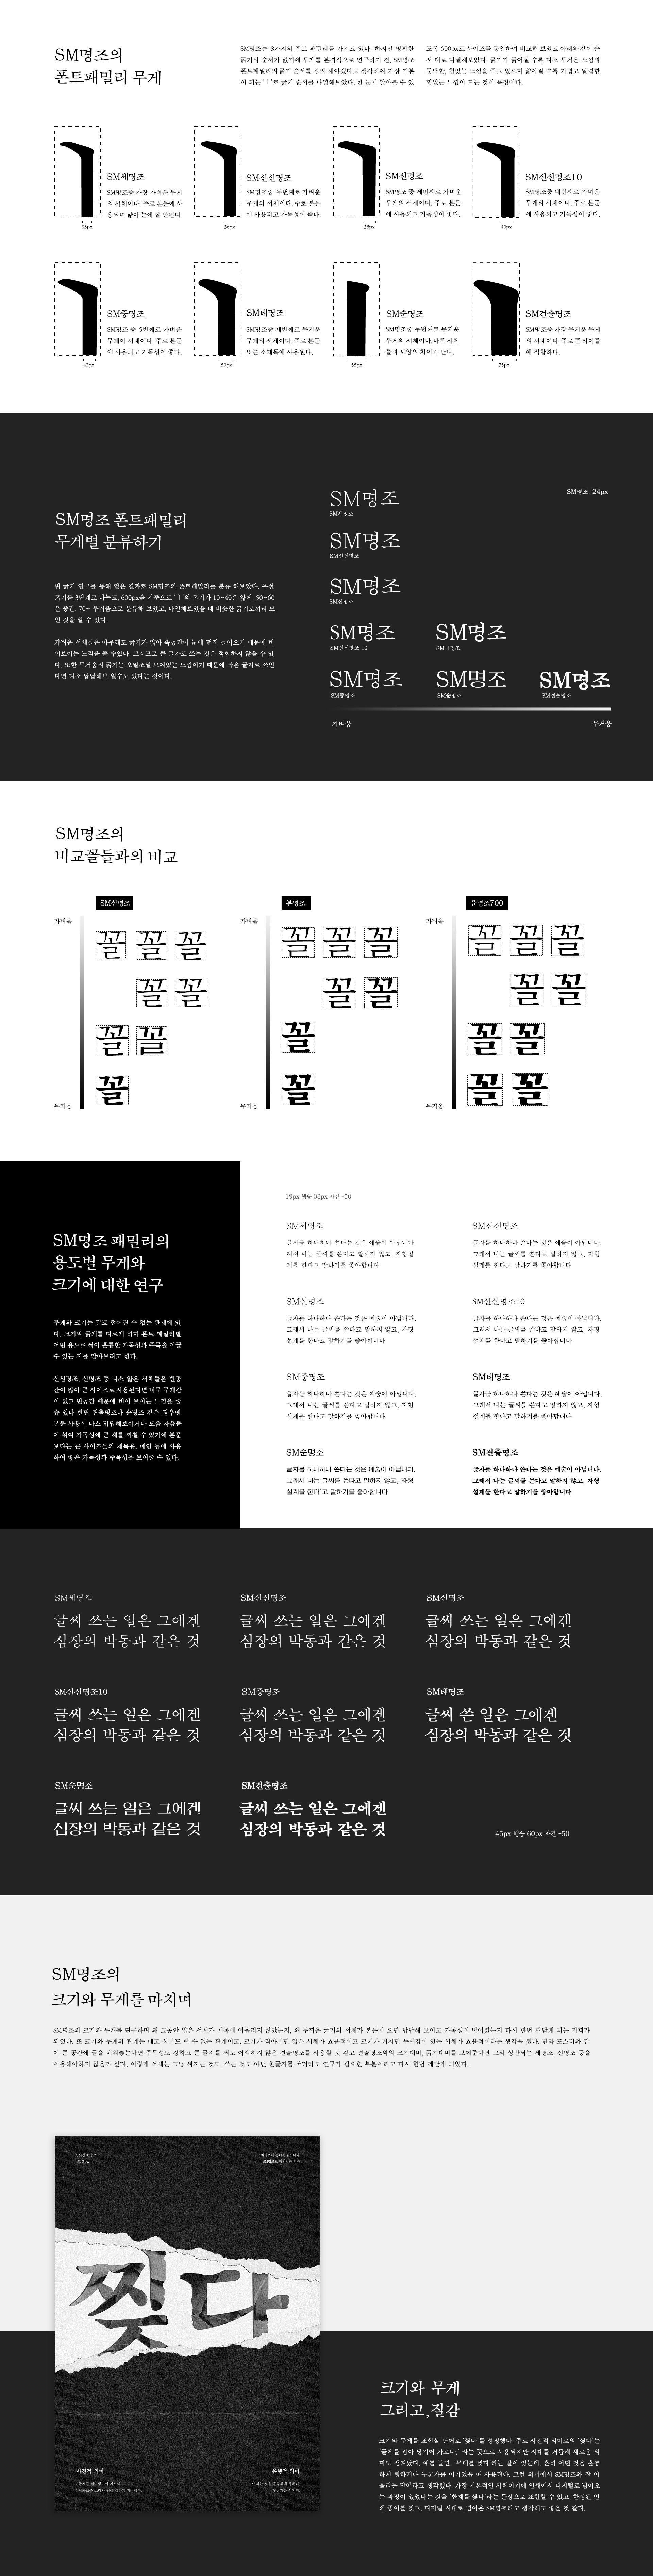 SM명조의
폰트패밀리 무게
SM명조는 8가지의 폰트 패밀리를 가지고 있다. 하지만 명확한
굵기의 순서가 없기에 무게를 본격적으로 연구하기 전, SM명조
폰트패밀리의 굵기 순서를 정의 해야겠다고 생각하여 가장 기본
이 되는 'ㅣ'로 굵기 순서를 나열해보았다. 한 눈에 알아볼 수 있
도록 600px로 사이즈를 통일하여 비교해 보았고 아래와 같이 순
서 대로 나열해보았다. 굵기가 굵어질 수록 다소 무거운 느낌과
둔탁한, 힘있는 느낌을 주고 있으며 얇아질 수록 가볍고 날렵한,
힘없는 느낌이 드는 것이 특징이다.
SM세명조
SM명조중 가장 가벼운 무게
의 서체이다. 주로 본문에 사
용되며 얇아 눈에 잘 안띈다.
33px
SM신신명조
SM명조중 두번째로 가벼운
무게의 서체이다. 주로 본문
에 사용되고 가독성이 좋다.
36px
SM신명조
SM명조 중 세번째로 가벼운
무게의 서체이다. 주로 본문
에 사용되고 가독성이 좋다.
38px
SM신신명조10
SM명조중 네번째로 가벼운
무게의 서체이다. 주로 본문
에 사용되고 가독성이 좋다.
40px
SM중명조
SM명조 중 5번째로 가벼운
무게이 서체이다. 주로 본문
에 사용되고 가독성이 좋다.
42px
SM태명조
SM명조중 세번째로 무거운
무게의 서체이다. 주로 본문
또는 소제목에 사용된다.
50px
SM순명조
SM명조중 두번째로 무거운
무게의 서체이다.다른 서체
들과 모양의 차이가 난다.
55px
SM견출명조
SM명조중 가장 무거운 무게
의 서체이다. 주로 큰 타이틀
에 적합하다.
75px
SM명조 폰트패밀리
무게별 분류하기
위 굵기 연구를 통해 얻은 결과로 SM명조의 폰트패밀리를 분류 해보았다. 우선
굵기를 3단계로 나누고, 600px을 기준으로 'ㅣ'의 굵기가 10~40은 얇게, 50~60
은 중간, 70~ 무거움으로 분류해 보았고, 나열해보았을 때 비슷한 굵기로끼리 모
인 것을 알 수 있다.
가벼운 서체들은 아무래도 굵기가 얇아 속공간이 눈에 먼저 들어오기 때문에 비
어보이는 느낌을 줄 수있다. 그러므로 큰 글자로 쓰는 것은 적합하지 않을 수 있
다. 또한 무거움의 굵기는 오밀조밀 모여있는 느낌이기 때문에 작은 글자로 쓰인
다면 다소 답답해보 일수도 있다는 것이다.
SM명조, 24px
SM명조
SM세명조
SM명조
SM신신명조
SM명조
SM신명조
SM명조
SM신신명조 10
SM명조
SM태명조
SM명조
SM중명조
SM명조
SM순명조
SM명조
SM견출명조
가벼움
무거움
SM명조의
비교꼴들과의 비교
SM신명조
본명조
윤명조700
가벼움
가벼움
가벼움
꼴 꼴 꼴
꼴 꼴 꼴
꼴 꼴 꼴
꼴 꼴
꼴 꼴
꼴 꼴
꼴 꼴
꼴
꼴 꼴
꼴
꼴
꼴 꼴
무거움
무거움
무거움
SM명조 패밀리의
용도별 무게와
크기에 대한 연구
무게와 크기는 결코 떨어질 수 없는 관계에 있
다. 크기와 굵게를 다르게 하며 폰트 패밀리별
어떤 용도로 써야 훌륭한 가독성과 주목을 이끌
수 있는 지를 알아보려고 한다.
신신명조, 신명조 등 다소 얇은 서체들은 빈공
간이 많아 큰 사이즈로 사용된다면 너무 무게감
이 없고 빈공간 때문에 비어 보이는 느낌을 줄
수 있다 반면 견출명조나 순명조 같은 경우엔
본문 사용시 다소 답답해보이거나 모음 자음들
이 섞여 가독성에 큰 해를 끼칠 수 있기에 본문
보다는 큰 사이즈들의 제목용, 메인 등에 사용
하여 좋은 가독성과 주목성을 보여줄 수 있다.
19px 행송 33px 자간 -50
SM세명조
글자를 하나하나 쓴다는 것은 예술이 아닙니다.
래서 나는 글씨를 쓴다고 말하지 않고, 자형설
계를 한다고 말하기를 좋아합니다
SM신신명조
글자를 하나하나 쓴다는 것은 예술이 아닙니다.
그래서 나는 글씨를 쓴다고 말하지 않고, 자형
설계를 한다고 말하기를 좋아합니다
SM신명조
글자를 하나하나 쓴다는 것은 예술이 아닙니다.
그래서 나는 글씨를 쓴다고 말하지 않고, 자형
설계를 한다고 말하기를 좋아합니다
SM신신명조10
글자를 하나하나 쓴다는 것은 예술이 아닙니다.
그래서 나는 글씨를 쓴다고 말하지 않고, 자형
설계를 한다고 말하기를 좋아합니다
SM중명조
글자를 하나하나 쓴다는 것은 예술이 아닙니다.
그래서 나는 글씨를 쓴다고 말하지 않고, 자형
설계를 한다고 말하기를 좋아합니다
SM태명조
글자를 하나하나 쓴다는 것은 예술이 아닙니다.
그래서 나는 글씨를 쓴다고 말하지 않고, 자형
설계를 한다고 말하기를 좋아합니다
SM순명조
글자를 하나하나 쓴다는 것은 예술이 아닙니다.
그래서 나는 글씨를 쓴다고 말하지 않고, 자형
설계를 한다'고 말하기를 좋아합니다
SM견출명조
글자를 하나하나 쓴다는 것은 예술이 아닙니다.
그래서 나는 글씨를 쓴다고 말하지 않고, 자형
설계를 한다고 말하기를 좋아합니다
SM세명조
글씨 쓰는 일은 그에겐
심장의 박동과 같은 것
SM신신명조
글씨 쓰는 일은 그에겐
심장의 박동과 같은 것
SM신명조
글씨 쓰는 일은 그에겐
심장의 박동과 같은 것
SM신신명조10
글씨 쓰는 일은 그에겐
심장의 박동과 같은 것
SM중명조
글씨 쓰는 일은 그에겐
심장의 박동과 같은 것
SM태명조
글씨 쓴 일은 그에겐
심장의 박동과 같은 것
SM순명조
글씨 쓰는 일은 그에겐
심장의 박동과 같은 것
SM견출명조
글씨 쓰는 일은 그에겐
심장의 박동과 같은 것
45px 행송 60px 자간 -50
SM명조의
크기와 무게를 마치며
SM명조의 크기와 무게를 연구하며 왜 그동안 얇은 서체가 제목에 어울리지 않았는지, 왜 두꺼운 굵기의 서체가 본문에 오면 답답해 보이고 가독성이 떨어졌는지 다시 한번 깨닫게 되는 기회가
되었다. 또 크기와 무게의 관계는 떼고 싶어도 뗄 수 없는 관계이고, 크기가 작아지면 얇은 서체가 효율적이고 크기가 커지면 무게감이 있는 서체가 효율적이라는 생각을 했다. 만약 포스터와 같
이 큰 공간에 글을 채워놓는다면 주목성도 강하고 큰 글자를 써도 어색하지 않은 견출명조를 사용할 것 같고 견출명조와의 크기대비, 굵기대비를 보여준다면 그와 상반되는 세명조, 신명조 등을
이용해야하지 않을까 싶다. 이렇게 서체는 그냥 써지는 것도, 쓰는 것도 아닌 한글자를 쓰더라도 연구가 필요한 부분이라고 다시 한번 깨닫게 되었다.
SM견출명조
찢다
사전적 의미
유행적 의미
크기와 무게
그리고, 질감
크기와 무게를 표현할 단어로 '찢다'를 성정했다. 주로 사전적 의미로의 '찢다'는
'물체를 잡아 당기어 가르다.' 라는 뜻으로 사용되지만 시대를 거듭해 새로운 의
미도 생겨났다. 예를 들면, '무대를 찢다'라는 말이 있는데, 흔히 어떤 것을 훌륭
하게 행하거나 누군가를 이기었을 때 사용된다. 그런 의미에서 SM명조와 잘 어
울리는 단어라고 생각했다. 가장 기본적인 서체이기에 인쇄에서 디지털로 넘어오
는 과정이 있었다는 것을 '한계를 찢다'라는 문장으로 표현할 수 있고, 한정된 인
쇄 종이를 찢고, 디지털 시대로 넘어온 SM명조라고 생각해도 좋을 것 같다.